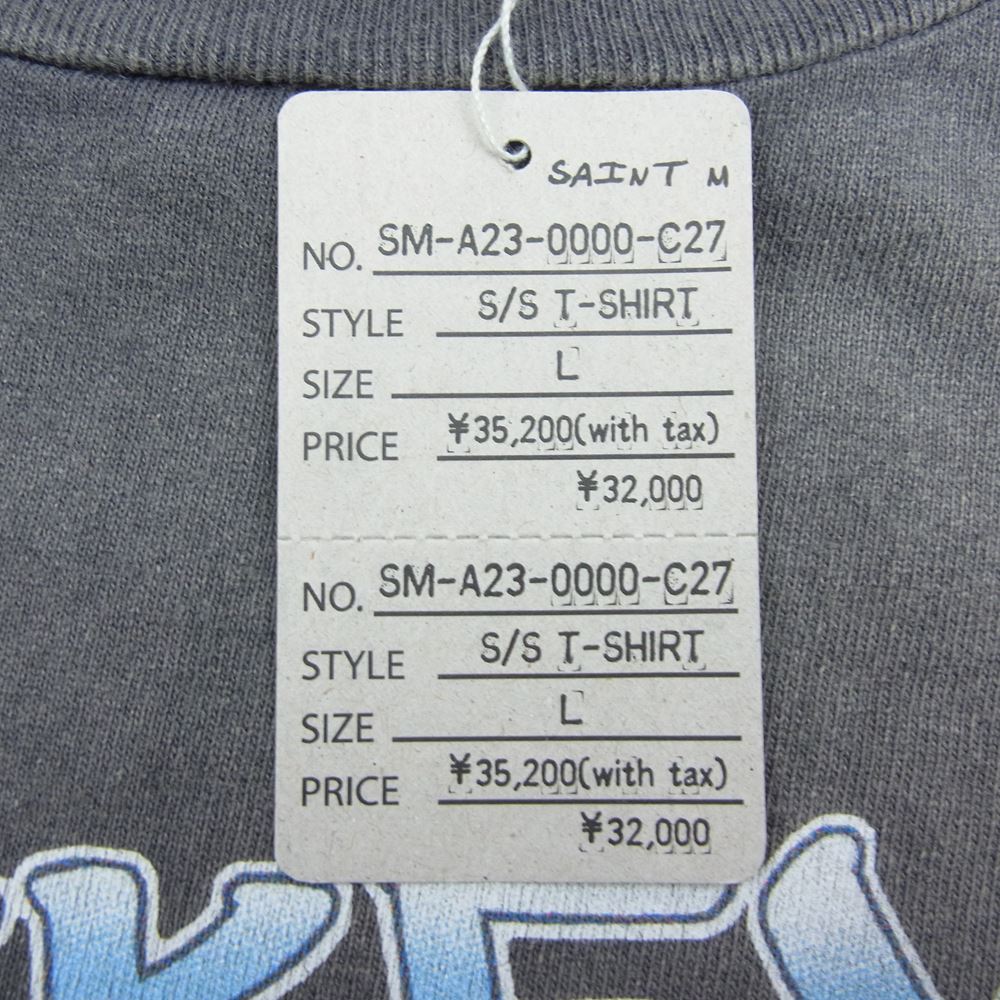 SAINT M
NO. SM-A23-0000-C27
STYLE S/S T-SHIRT
SIZE L
PRICE ¥35,200(with tax)
¥32,000
NO. SM-A23-0000-C27
STYLE S/S T-SHIRT
SIZE L
PRICE ¥35,200(with tax)
¥32,000